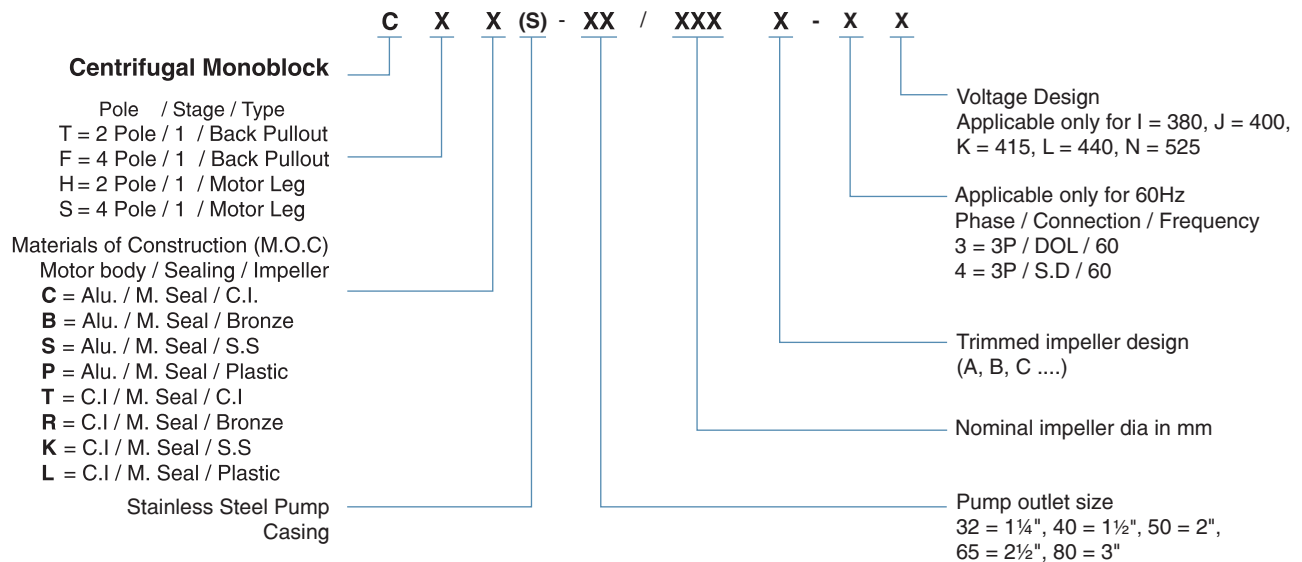 C X X (S) - XX / XXX X - X X
Centrifugal Monoblock
Pole / Stage / Type
T = 2 Pole / 1 / Back Pullout
F = 4 Pole / 1 / Back Pullout
H = 2 Pole / 1 / Motor Leg
S = 4 Pole / 1 / Motor Leg
Materials of Construction (M.O.C)
Motor body / Sealing / Impeller
C = Alu. / M. Seal / C.I.
B = Alu. / M. Seal / Bronze
S = Alu. / M. Seal / S.S
P = Alu. / M. Seal / Plastic
T = C.I / M. Seal / C.I
R = C.I / M. Seal / Bronze
K = C.I / M. Seal / S.S
L = C.I / M. Seal / Plastic
Stainless Steel Pump
Casing
Voltage Design
Applicable only for I = 380, J = 400,
K = 415, L = 440, N = 525
Applicable only for 60Hz
Phase / Connection / Frequency
3 = 3P / DOL / 60
4 = 3P / S.D / 60
Trimmed impeller design
(A, B, C ....)
Nominal impeller dia in mm
Pump outlet size
32 = 1¼", 40 = 1½", 50 = 2",
65 = 2½", 80 = 3"